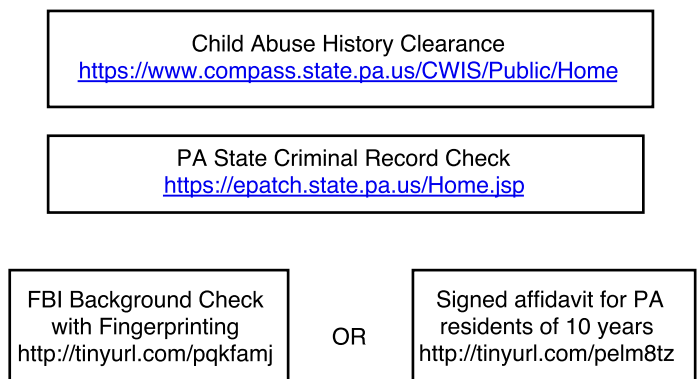 Child Abuse History Clearance
https://www.compass.state.pa.us/CWIS/Public/Home
PA State Criminal Record Check
https://epatch.state.pa.us/Home.jsp
FBI Background Check
with Fingerprinting
http://tinyurl.com/pqkfamj
OR
Signed affidavit for PA
residents of 10 years
http://tinyurl.com/pelm8tz